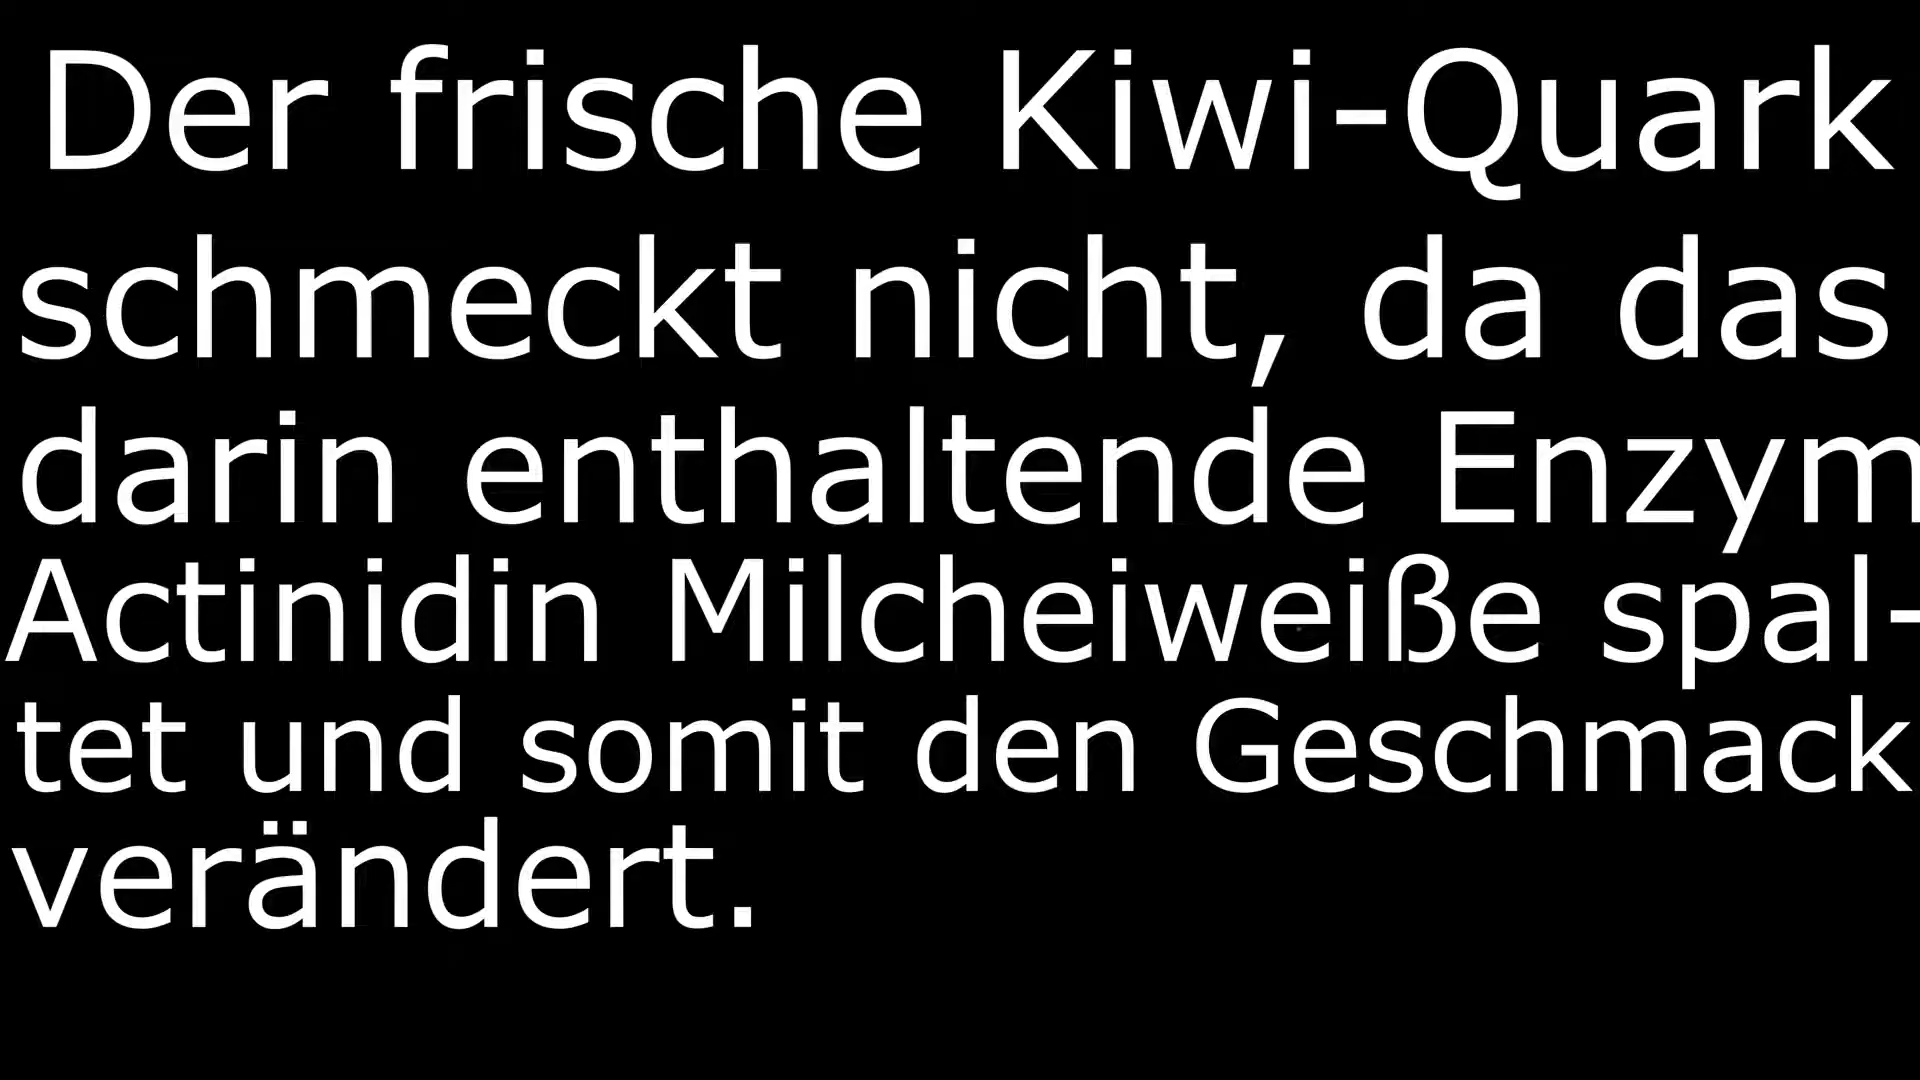 Der frische Kiwi-Quark
schmeckt nicht, da das
darin enthaltende Enzym
Actinidin Milcheiweiße spal-
tet und somit den Geschmack
verändert.